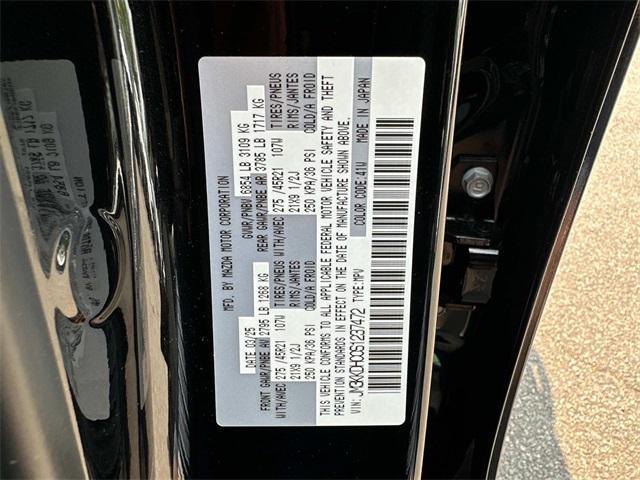 MFD. BY MAZDA MOTOR CORPORATION
DATE 03/25 GVWR/PNBV 6854 LB 3109 KG
FRONT GAWR/PNBE AV 2795 LB 1268 KG REAR GAWR/PNBE AR 3785 LB 1717 KG
WITH/AVEC 275 /45R21 107W TIRES/PNEUS WITH/AVEC 275 /45R21 107W TIRES/PNEUS
21X9 1/2J RIMS/JANTES 21X9 1/2J RIMS/JANTES
250 KPA/36 PSI COLD/A FROID 250 KPA/36 PSI COLD/A FROID
THIS VEHICLE CONFORMS TO ALL APPLICABLE FEDERAL MOTOR VEHICLE SAFETY AND THEFT
PREVENTION STANDARDS IN EFFECT ON THE DATE OF MANUFACTURE SHOWN ABOVE.
VIN: JM3KKDHC0S1237472 TYPE:MPV COLOR CODE:41W MADE IN JAPAN